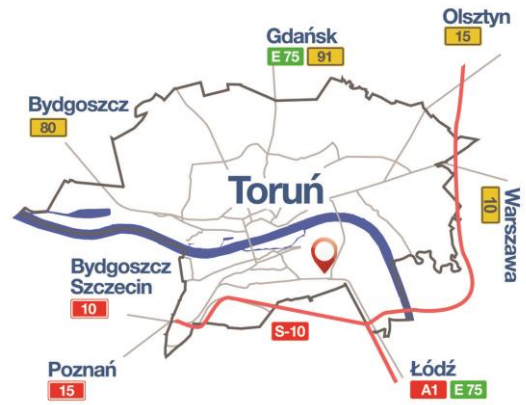 Olsztyn
15
Gdańsk
E 75 91
Bydgoszcz
80
Toruń
10
Warszawa
Bydgoszcz
Szczecin
10
S-10
Poznań
15
Łódź
A1 E 75